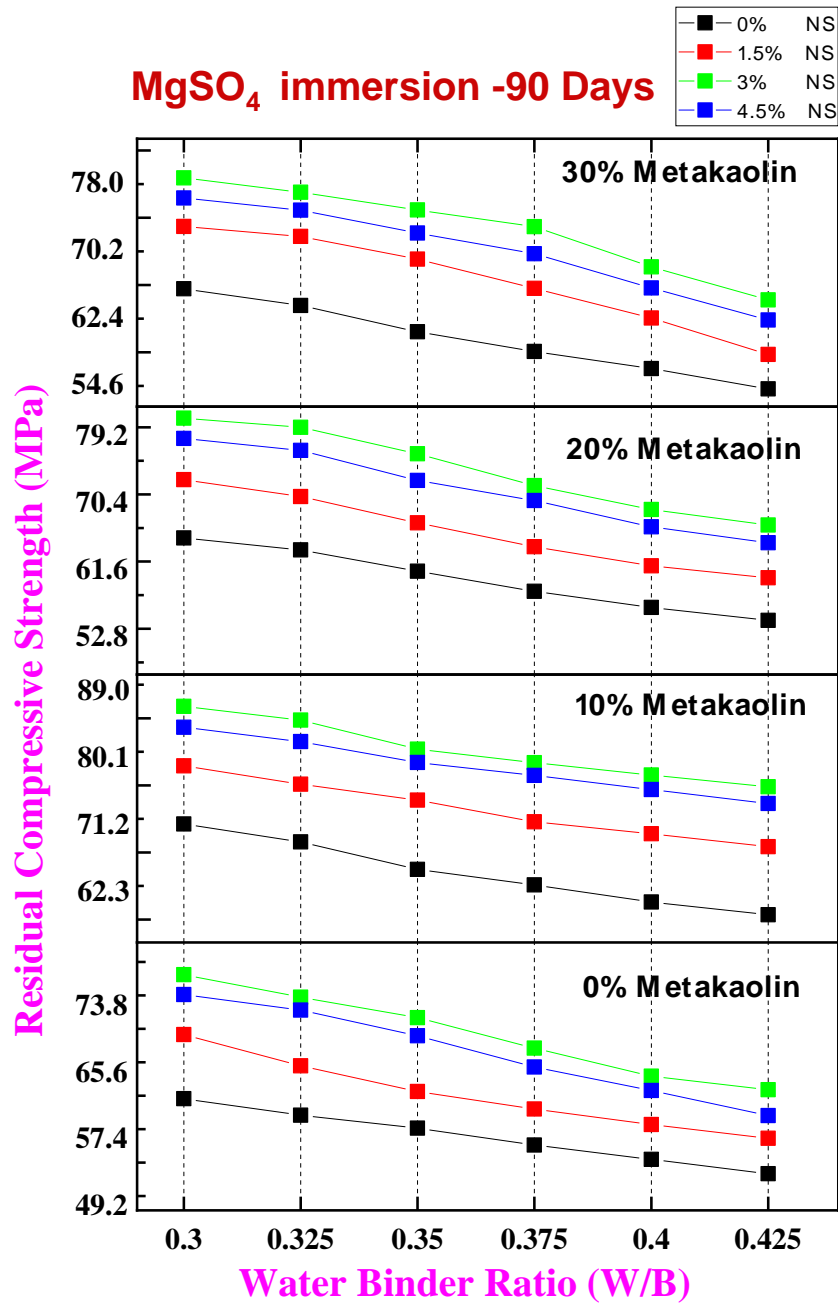 0% NS
1.5% NS
3% NS
4.5% NS
MgSO₄ immersion -90 Days
30% Metakaolin
78.0
70.2
62.4
54.6
20% Metakaolin
79.2
70.4
61.6
52.8
10% Metakaolin
89.0
80.1
71.2
62.3
0% Metakaolin
73.8
65.6
57.4
49.2
Residual Compressive Strength (MPa)
0.3 0.325 0.35 0.375 0.4 0.425
Water Binder Ratio (W/B)